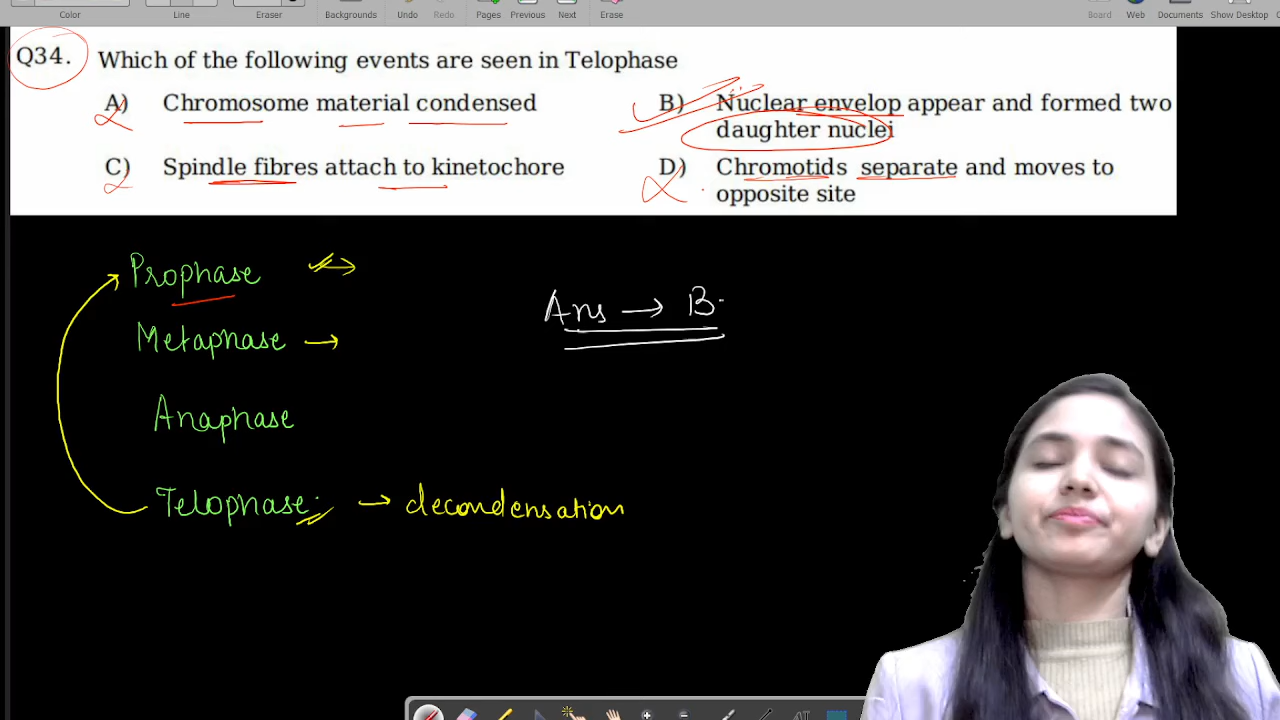 Color Line Eraser Backgrounds Undo Redo Pages Previous Next Erase Board Web Documents Show Desktop
Q34. Which of the following events are seen in Telophase
A) Chromosome material condensed
B) Nuclear envelop appear and formed two
daughter nuclei
C) Spindle fibres attach to kinetochore
D) Chromotids separate and moves to
opposite site
Prophase
Ans → B.
Metaphase →
Anaphase
Telophase. → decondensation